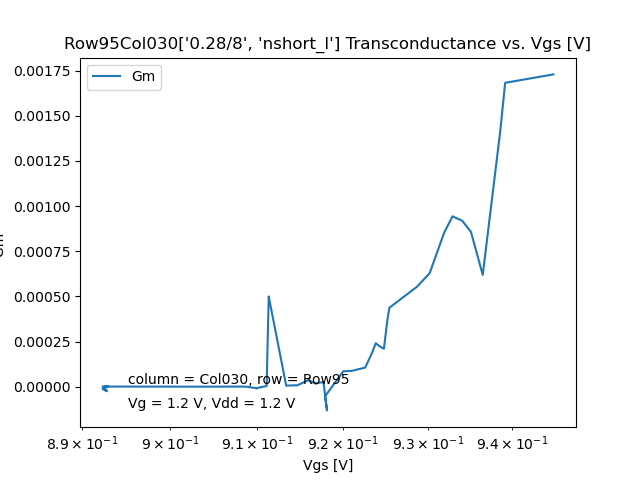 Row95Col030['0.28/8', 'nshort_l'] Transconductance vs. Vgs [V]
Gm
0.00175
0.00150
0.00125
0.00100
0.00075
0.00050
0.00025
0.00000
Gm
column = Col030, row = Row95
Vg = 1.2 V, Vdd = 1.2 V
8.9 × 10⁻¹ 9 × 10⁻¹ 9.1 × 10⁻¹ 9.2 × 10⁻¹ 9.3 × 10⁻¹ 9.4 × 10⁻¹
Vgs [V]